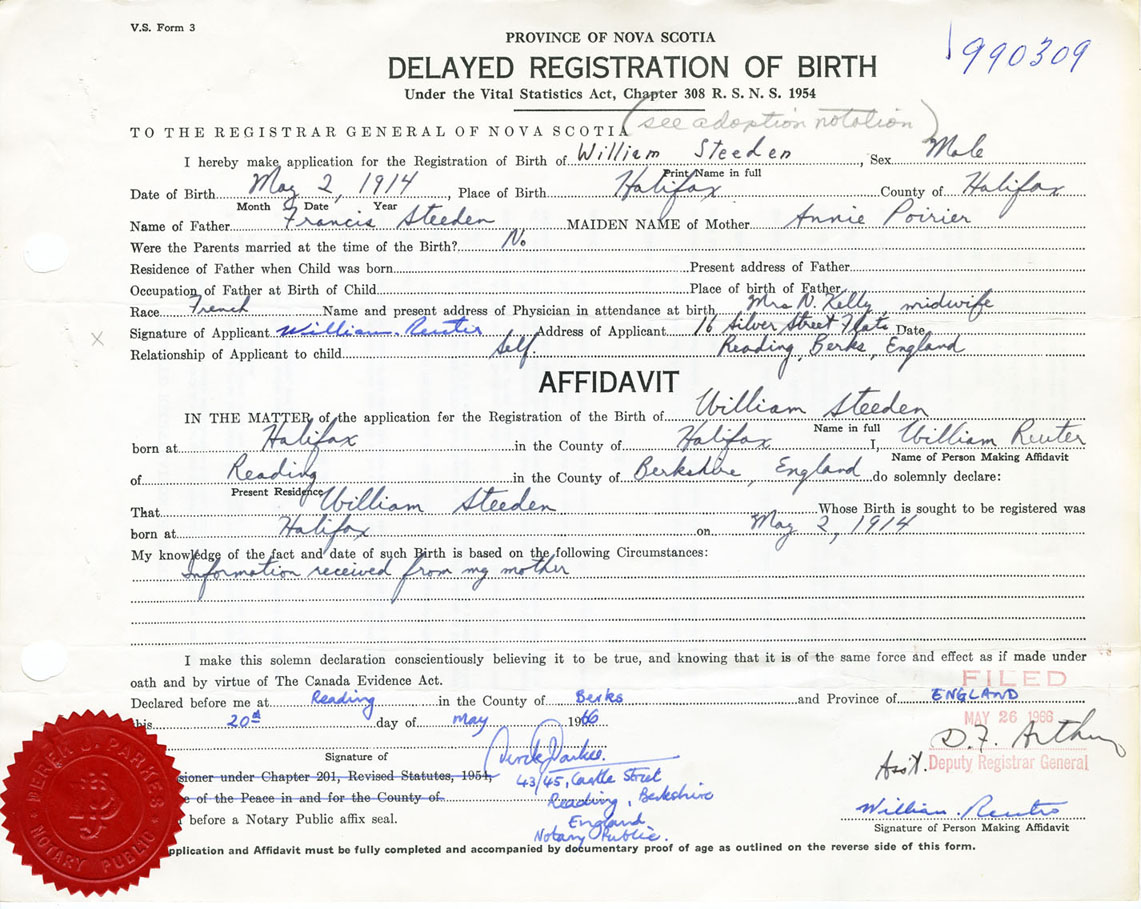 V.S. Form 3
990309
PROVINCE OF NOVA SCOTIA
DELAYED REGISTRATION OF BIRTH
Under the Vital Statistics Act, Chapter 308 R. S. N. S. 1954
(see adoption notation)
TO THE REGISTRAR GENERAL OF NOVA SCOTIA
I hereby make application for the Registration of Birth of William Steeden, Sex Male
Print Name in full
Date of Birth May 2, 1914, Place of Birth Halifax County of Halifax
Month Date Year
Name of Father Francis Steeden MAIDEN NAME of Mother Annie Poirier
Were the Parents married at the time of the Birth? No
Residence of Father when Child was born Present address of Father
Occupation of Father at Birth of Child Place of birth of Father
Race French Name and present address of Physician in attendance at birth Mrs N. Kelly, midwife
x Signature of Applicant William Reuter Address of Applicant 16 Silver Street Flats Date
Relationship of Applicant to child Self. Reading, Berks, England
AFFIDAVIT
IN THE MATTER of the application for the Registration of the Birth of William Steeden
Name in full
born at Halifax in the County of Halifax I, William Reuter
Name of Person Making Affidavit
of Reading in the County of Berkshire, England do solemnly declare:
Present Residence
That William Steeden Whose Birth is sought to be registered was
born at Halifax on May 2, 1914
My knowledge of the fact and date of such Birth is based on the following Circumstances:
Information received from my mother
I make this solemn declaration conscientiously believing it to be true, and knowing that it is of the same force and effect as if made under
oath and by virtue of The Canada Evidence Act.
FILED
Declared before me at Reading in the County of Berks and Province of ENGLAND
his 20th day of May 1966
MAY 26 1966
D. F. Arthur
Signature of Derek Parkes
Ass't. Deputy Registrar General
sioner under Chapter 201, Revised Statutes, 1954, 43/45, Castle Street
e of the Peace in and for the County of Reading, Berkshire
William Reuter
before a Notary Public affix seal. England
Notary Public.
Signature of Person Making Affidavit
pplication and Affidavit must be fully completed and accompanied by documentary proof of age as outlined on the reverse side of this form.
DEREK PARKES
NOTARY PUBLIC